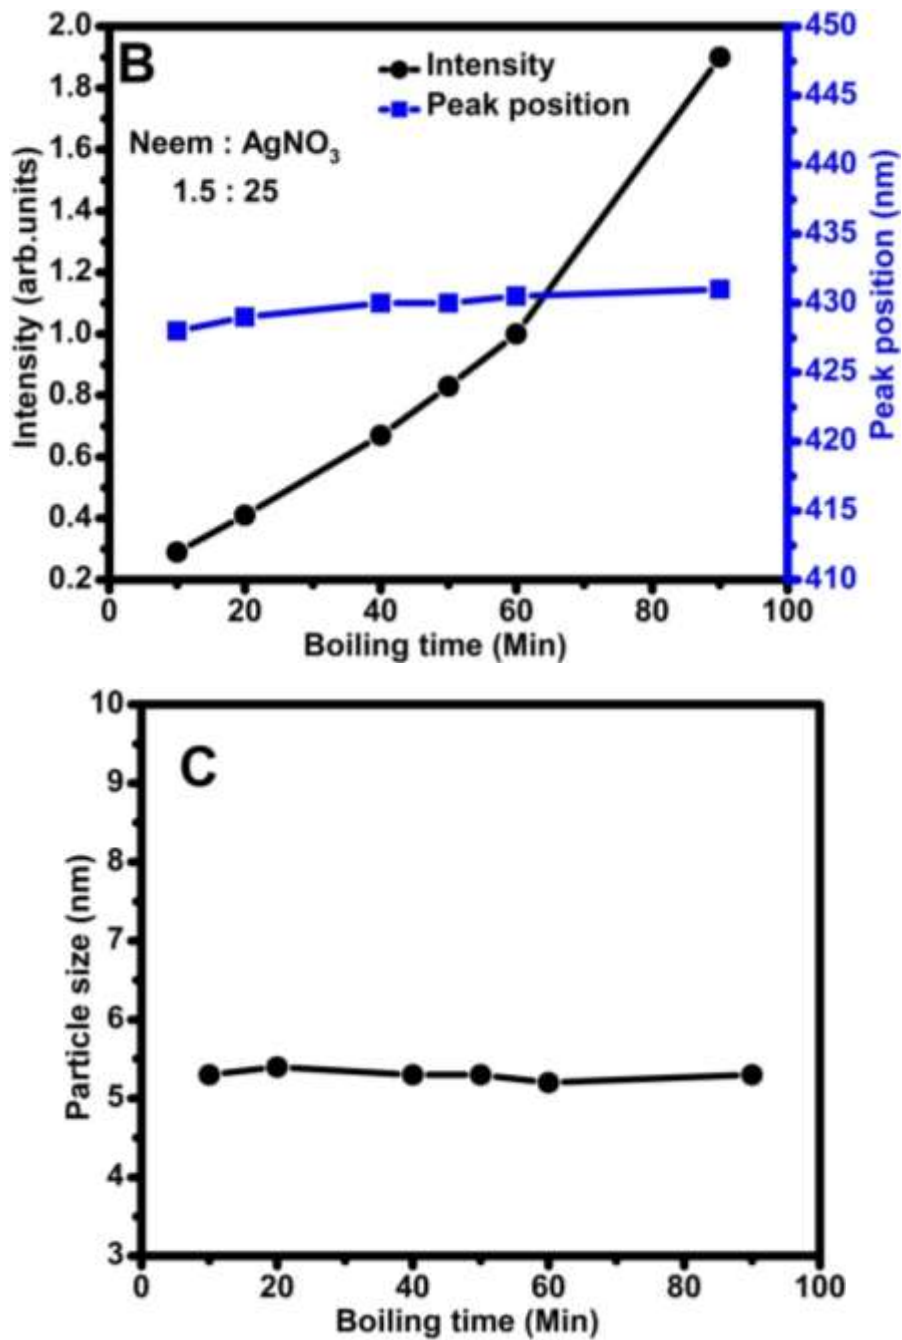 B
Intensity
Peak position
Neem : AgNO₃
1.5 : 25
Intensity (arb.units)
2.0
1.8
1.6
1.4
1.2
1.0
0.8
0.6
0.4
0.2
450
445
440
435
430
425
420
415
410
Peak position (nm)
0 20 40 60 80 100
Boiling time (Min)
C
Particle size (nm)
10
9
8
7
6
5
4
3
0 20 40 60 80 100
Boiling time (Min)